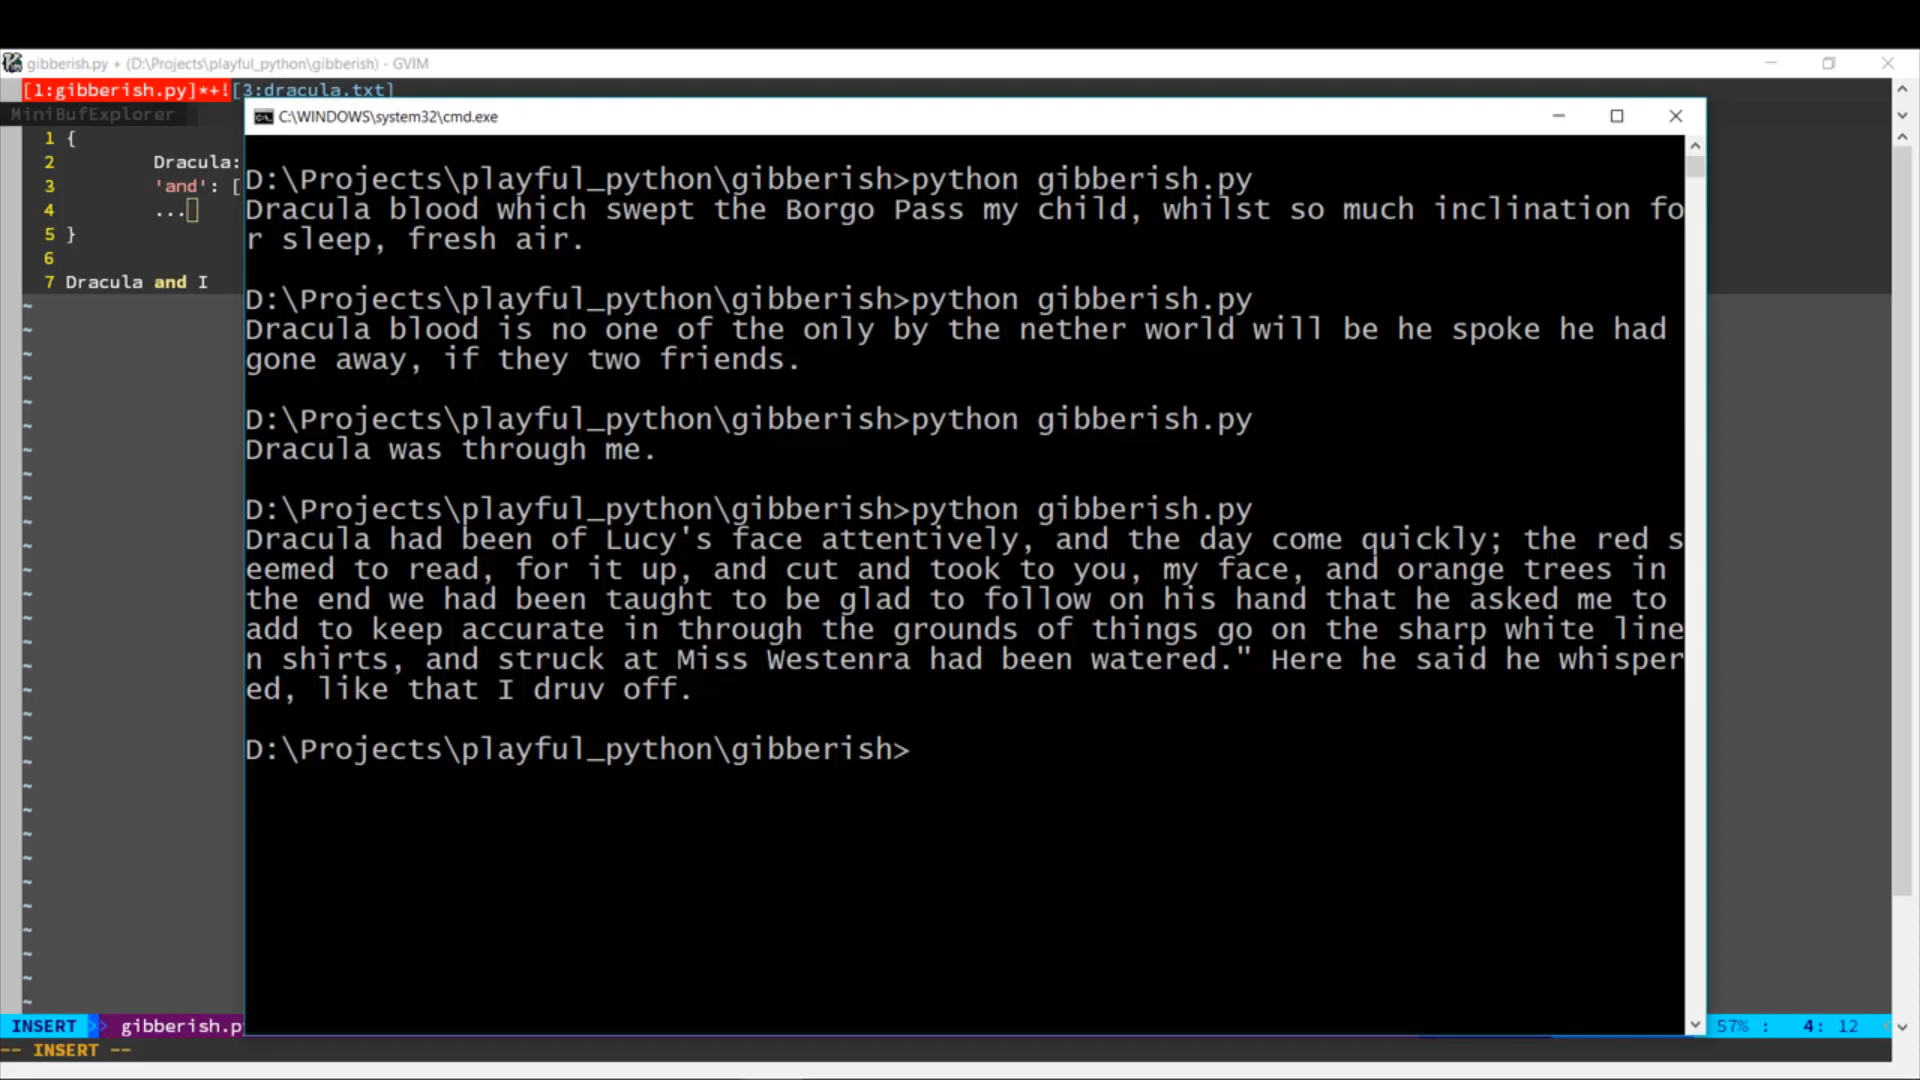 gibberish.py + (D:\Projects\playful_python\gibberish) - GVIM
[1:gibberish.py]*+![3:dracula.txt]
MiniBufExplorer
1 {
2 Dracula:
3 'and': [
4 ...
5 }
6
7 Dracula and I
C:\WINDOWS\system32\cmd.exe
D:\Projects\playful_python\gibberish>python gibberish.py
Dracula blood which swept the Borgo Pass my child, whilst so much inclination fo
r sleep, fresh air.
D:\Projects\playful_python\gibberish>python gibberish.py
Dracula blood is no one of the only by the nether world will be he spoke he had
gone away, if they two friends.
D:\Projects\playful_python\gibberish>python gibberish.py
Dracula was through me.
D:\Projects\playful_python\gibberish>python gibberish.py
Dracula had been of Lucy's face attentively, and the day come quickly; the red s
eemed to read, for it up, and cut and took to you, my face, and orange trees in
the end we had been taught to be glad to follow on his hand that he asked me to
add to keep accurate in through the grounds of things go on the sharp white line
n shirts, and struck at Miss Westenra had been watered." Here he said he whisper
ed, like that I druv off.
D:\Projects\playful_python\gibberish>
INSERT gibberish.p
57% : 4: 12
-- INSERT --